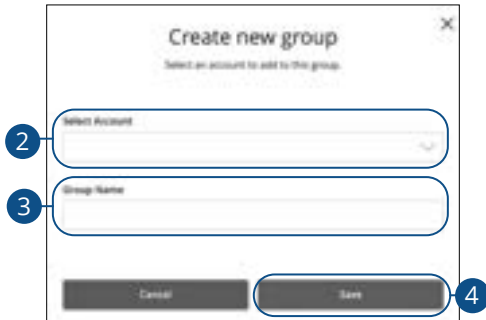 Create new group
Select an account to add to this group.
2
Select Account
3
Group Name
Cancel
Save
4